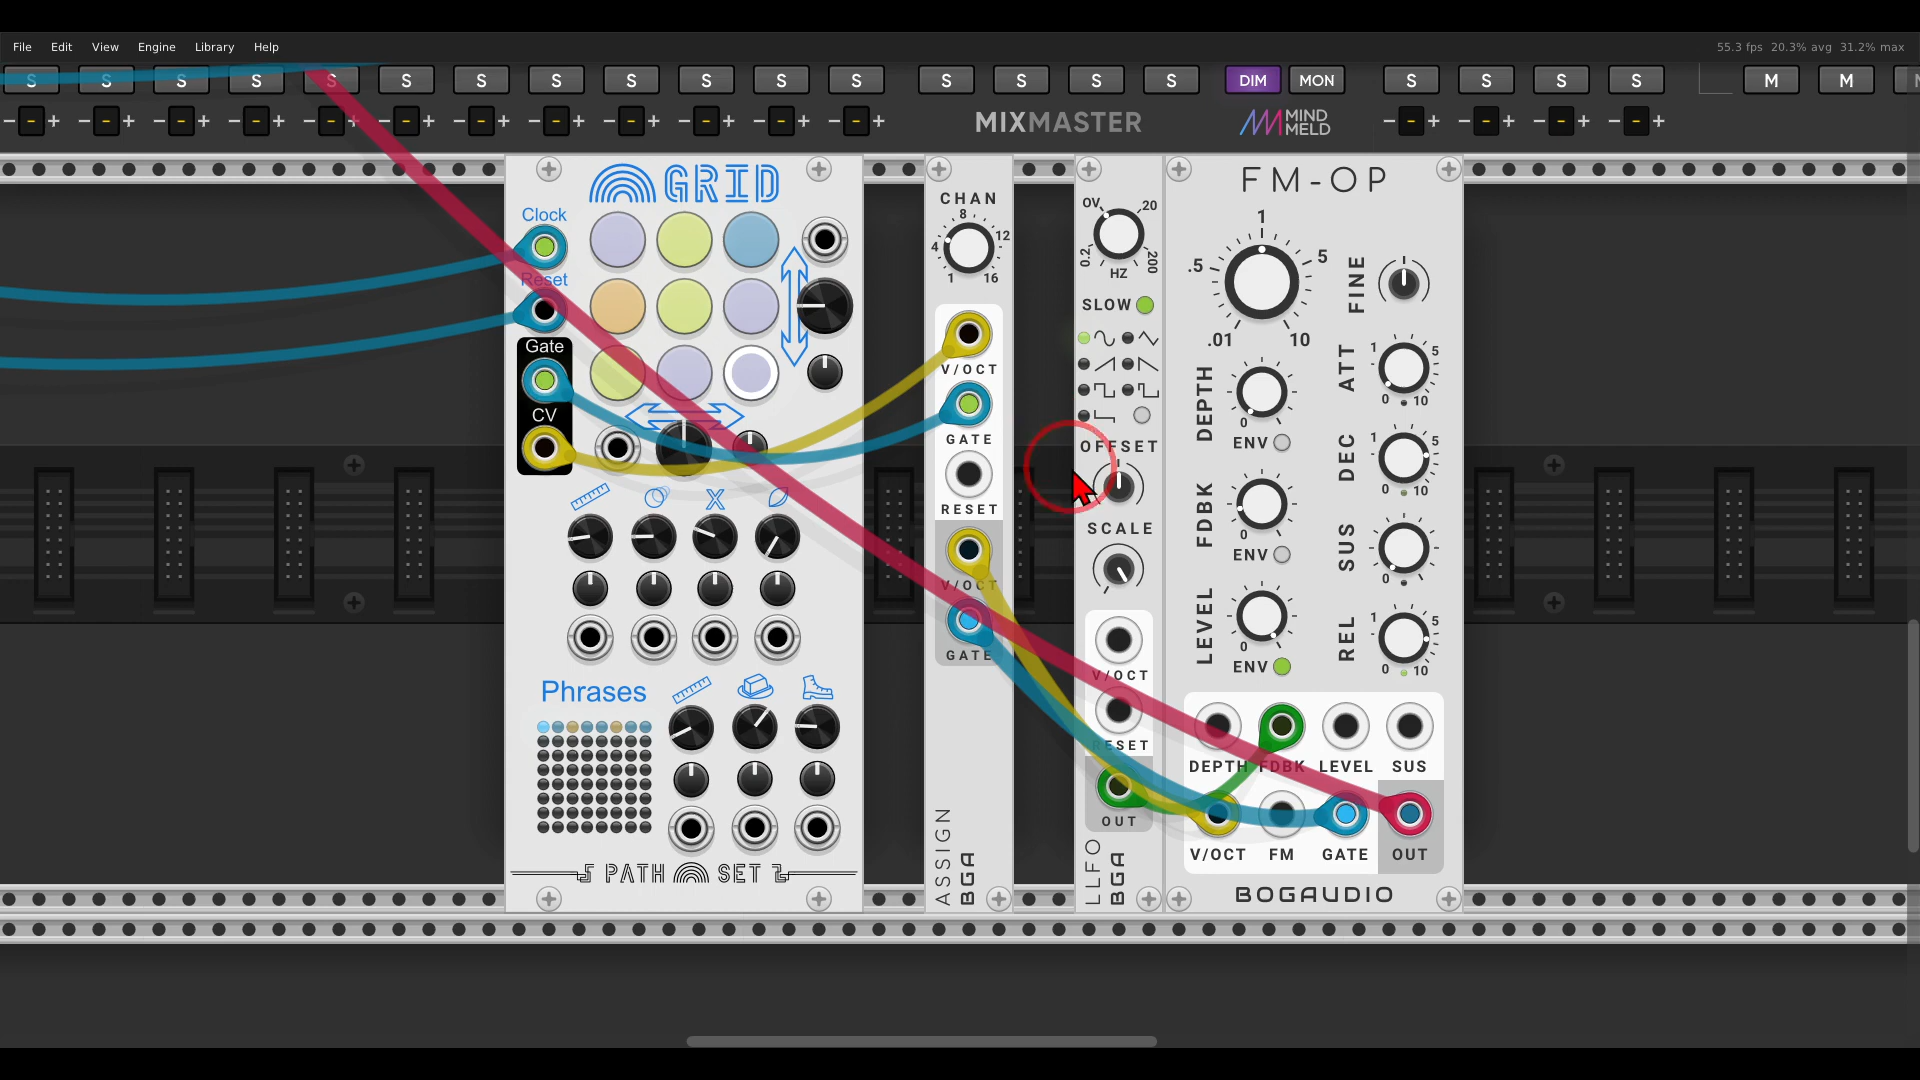 File Edit View Engine Library Help
55.3 fps 20.3% avg 31.2% max
S S S S S S S S S S S S S S S S DIM MON S S S S M M
- - + - + - + - + - + - + - + - + - + - + - + - +
MIXMASTER
MIND MELD
- - + - - + - - + - - +
GRID
Clock
Reset
Gate
CV
X
Phrases
PATH SET
CHAN
8
4 12
1 16
V/OCT
GATE
RESET
V/OCT
GATE
ASSIGN
BGA
OV 20
0.2 200
HZ
SLOW
OFFSET
SCALE
V/OCT
RESET
OUT
LLFO
BGA
FM-OP
1
.5 5
.01 10
FINE
DEPTH
0
ENV
FDBK
0
ENV
LEVEL
0
ENV
ATT
1 5
0 10
DEC
1 5
0 10
SUS
0
REL
1 5
0 10
DEPTH FDBK LEVEL SUS
V/OCT FM GATE OUT
BOGAUDIO